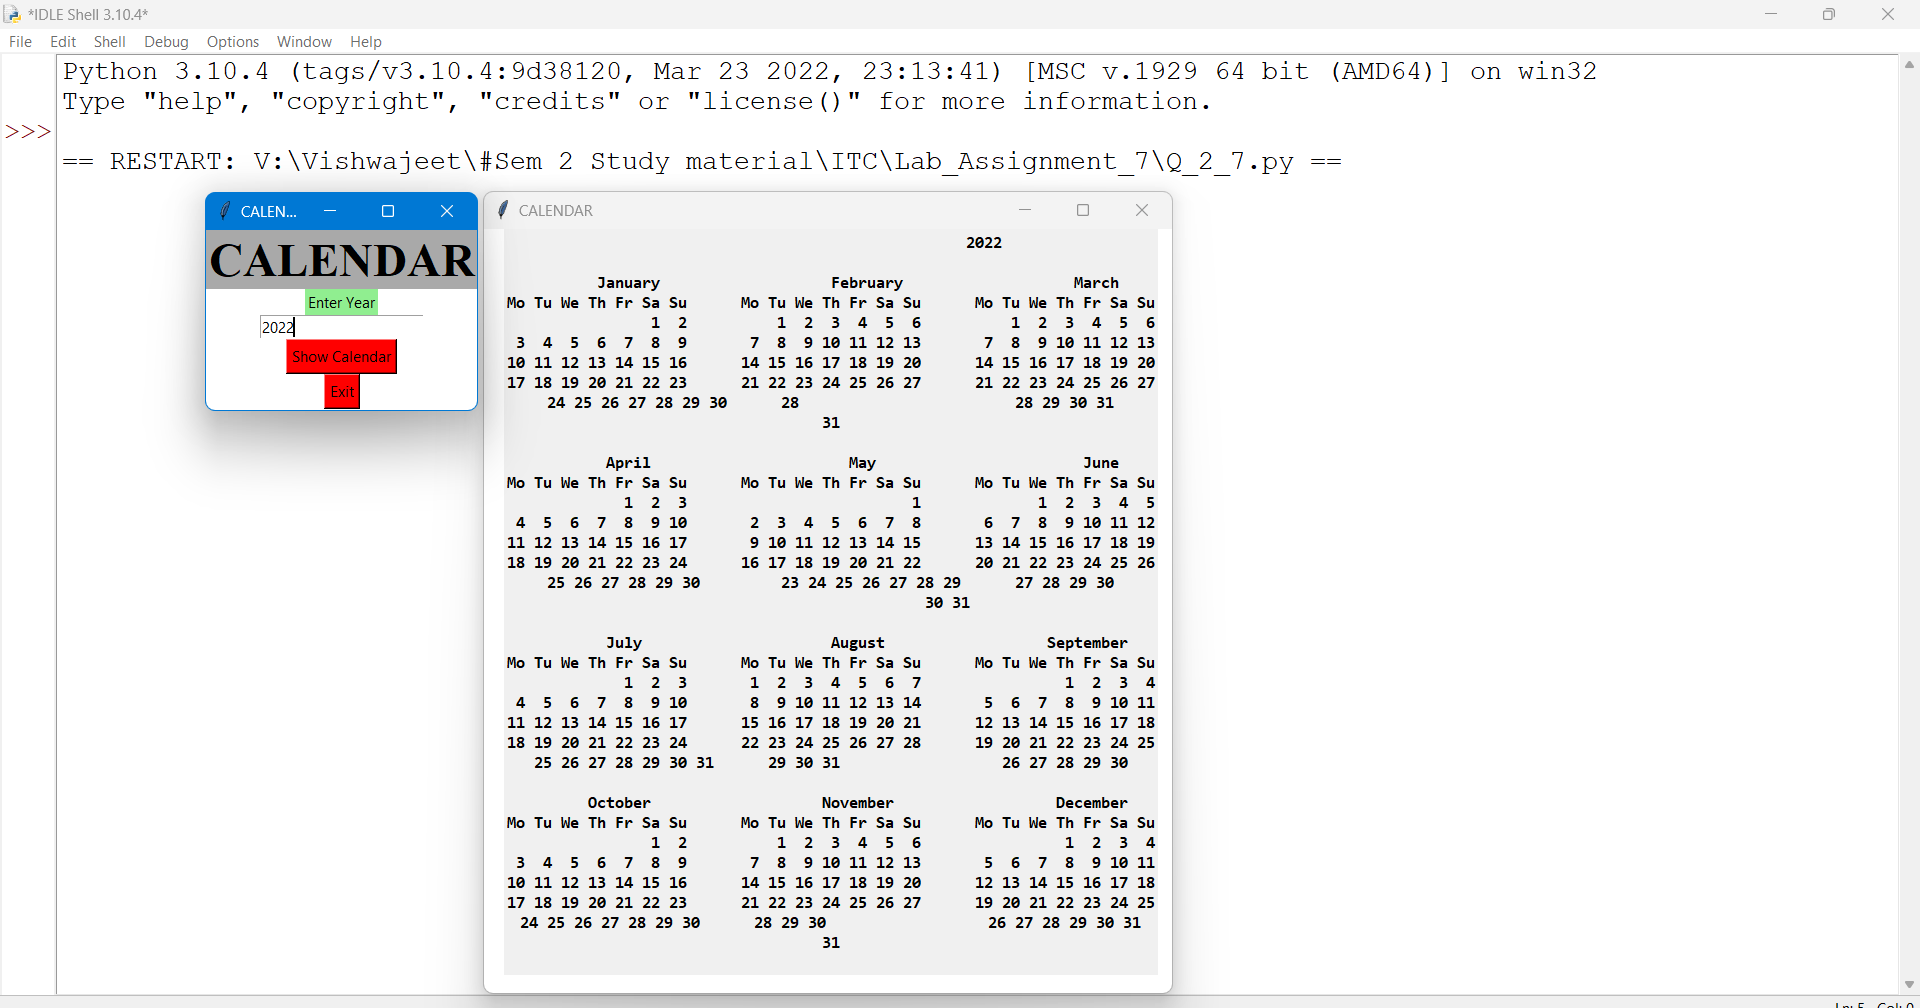 *IDLE Shell 3.10.4*
File Edit Shell Debug Options Window Help
Python 3.10.4 (tags/v3.10.4:9d38120, Mar 23 2022, 23:13:41) [MSC v.1929 64 bit (AMD64)] on win32
Type "help", "copyright", "credits" or "license()" for more information.
>>>
== RESTART: V:\Vishwajeet\#Sem 2 Study material\ITC\Lab_Assignment_7\Q_2_7.py ==
CALEN...
CALENDAR
Enter Year
2022
Show Calendar
Exit
CALENDAR
2022
January February March
Mo Tu We Th Fr Sa Su Mo Tu We Th Fr Sa Su Mo Tu We Th Fr Sa Su
1 2 1 2 3 4 5 6 1 2 3 4 5 6
3 4 5 6 7 8 9 7 8 9 10 11 12 13 7 8 9 10 11 12 13
10 11 12 13 14 15 16 14 15 16 17 18 19 20 14 15 16 17 18 19 20
17 18 19 20 21 22 23 21 22 23 24 25 26 27 21 22 23 24 25 26 27
24 25 26 27 28 29 30 28 28 29 30 31
31
April May June
Mo Tu We Th Fr Sa Su Mo Tu We Th Fr Sa Su Mo Tu We Th Fr Sa Su
1 2 3 1 1 2 3 4 5
4 5 6 7 8 9 10 2 3 4 5 6 7 8 6 7 8 9 10 11 12
11 12 13 14 15 16 17 9 10 11 12 13 14 15 13 14 15 16 17 18 19
18 19 20 21 22 23 24 16 17 18 19 20 21 22 20 21 22 23 24 25 26
25 26 27 28 29 30 23 24 25 26 27 28 29 27 28 29 30
30 31
July August September
Mo Tu We Th Fr Sa Su Mo Tu We Th Fr Sa Su Mo Tu We Th Fr Sa Su
1 2 3 1 2 3 4 5 6 7 1 2 3 4
4 5 6 7 8 9 10 8 9 10 11 12 13 14 5 6 7 8 9 10 11
11 12 13 14 15 16 17 15 16 17 18 19 20 21 12 13 14 15 16 17 18
18 19 20 21 22 23 24 22 23 24 25 26 27 28 19 20 21 22 23 24 25
25 26 27 28 29 30 31 29 30 31 26 27 28 29 30
October November December
Mo Tu We Th Fr Sa Su Mo Tu We Th Fr Sa Su Mo Tu We Th Fr Sa Su
1 2 1 2 3 4 5 6 1 2 3 4
3 4 5 6 7 8 9 7 8 9 10 11 12 13 5 6 7 8 9 10 11
10 11 12 13 14 15 16 14 15 16 17 18 19 20 12 13 14 15 16 17 18
17 18 19 20 21 22 23 21 22 23 24 25 26 27 19 20 21 22 23 24 25
24 25 26 27 28 29 30 28 29 30 26 27 28 29 30 31
31